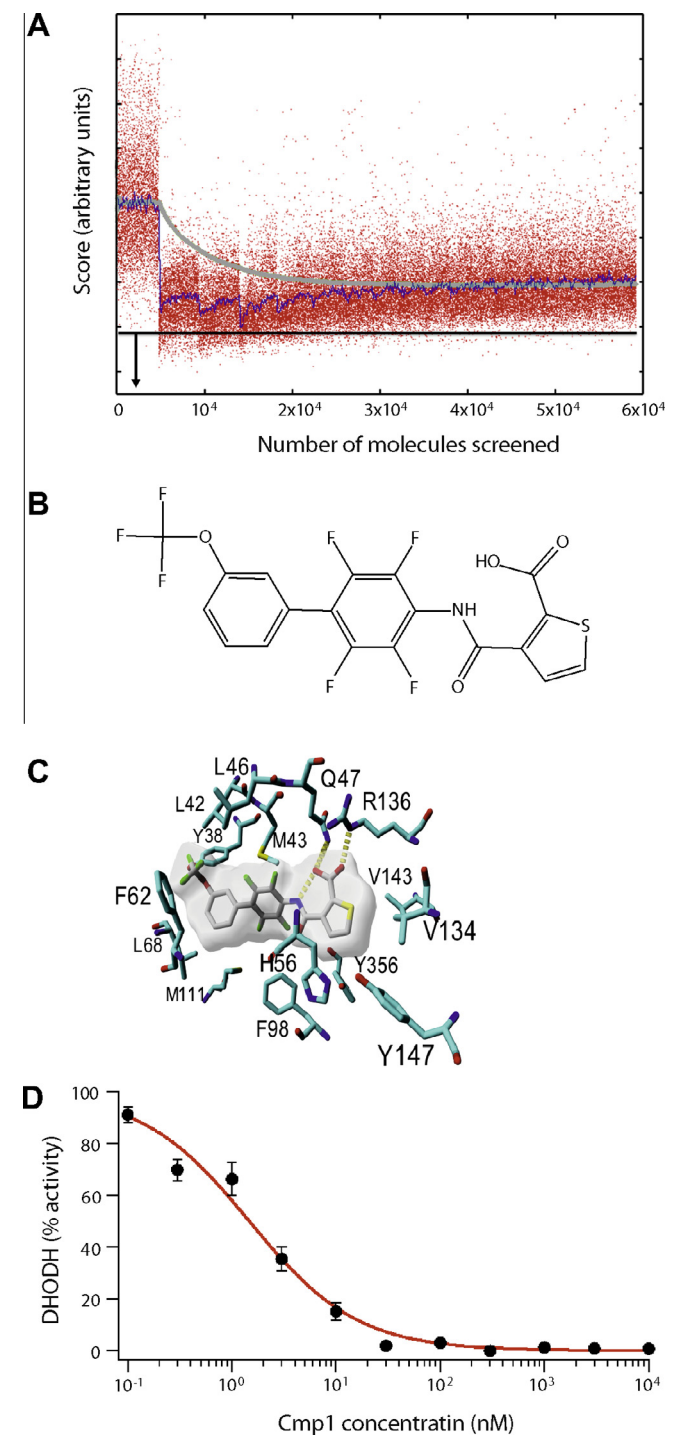 A
Score (arbitrary units)
0 10⁴ 2x10⁴ 3x10⁴ 4x10⁴ 5x10⁴ 6x10⁴
Number of molecules screened
B
F
F O F F HO O
F NH S
F F O
C
L46 Q47
L42 R136
Y38 M43
F62 V143
V134
L68 H56 Y356
M111
F98 Y147
D
100
80
60
40
20
0
DHODH (% activity)
10⁻¹ 10⁰ 10¹ 10² 10³ 10⁴
Cmp1 concentratin (nM)